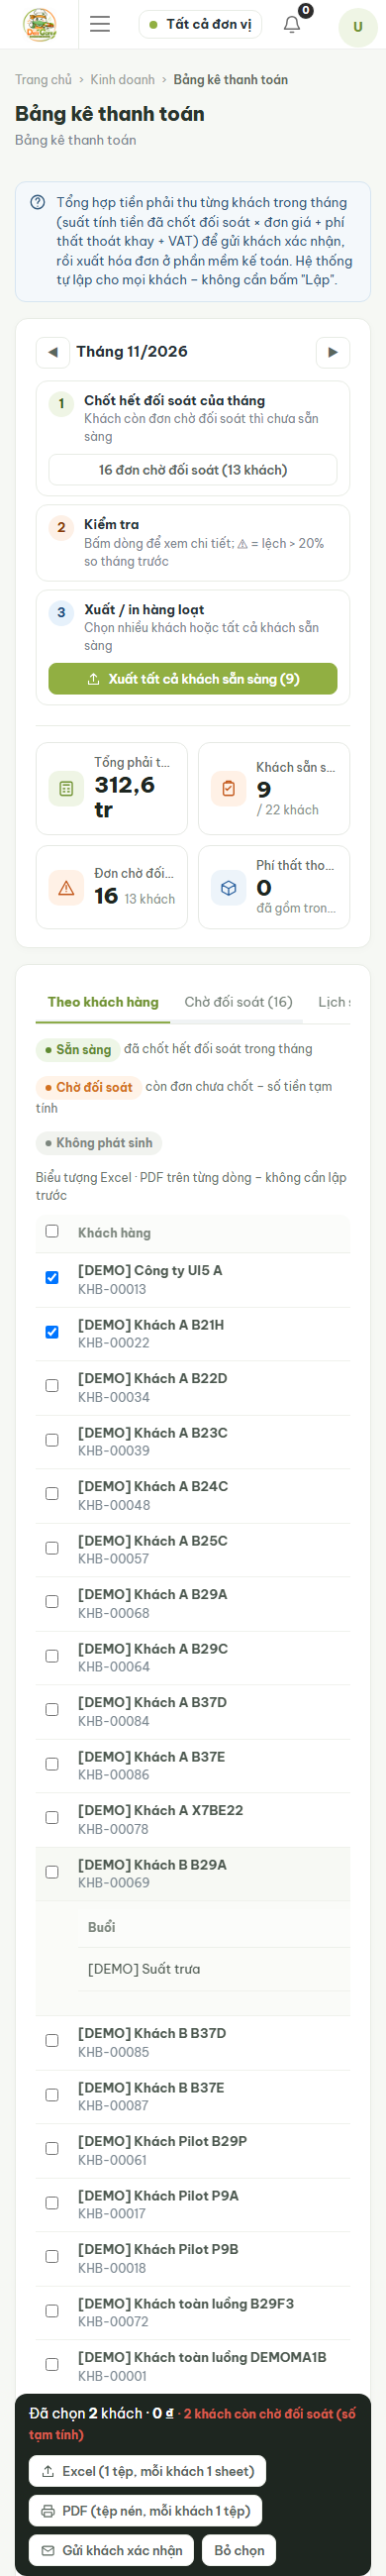 Tất cả đơn vị
0
U
Trang chủ › Kinh doanh › Bảng kê thanh toán
Bảng kê thanh toán
Bảng kê thanh toán
Tổng hợp tiền phải thu từng khách trong tháng
(suất tính tiền đã chốt đối soát × đơn giá + phí
thất thoát khay + VAT) để gửi khách xác nhận,
rồi xuất hóa đơn ở phần mềm kế toán. Hệ thống
tự lập cho mọi khách – không cần bấm "Lập".
◀ Tháng 11/2026 ▶
1 Chốt hết đối soát của tháng
Khách còn đơn chờ đối soát thì chưa sẵn
sàng
16 đơn chờ đối soát (13 khách)
2 Kiểm tra
Bấm dòng để xem chi tiết; ⚠ = lệch > 20%
so tháng trước
3 Xuất / in hàng loạt
Chọn nhiều khách hoặc tất cả khách sẵn
sàng
Xuất tất cả khách sẵn sàng (9)
Tổng phải t...
312,6
tr
Khách sẵn s...
9
/ 22 khách
Đơn chờ đối...
16 13 khách
Phí thất tho...
0
đã gồm tron...
Theo khách hàng Chờ đối soát (16) Lịch s
Sẵn sàng đã chốt hết đối soát trong tháng
Chờ đối soát còn đơn chưa chốt – số tiền tạm
tính
Không phát sinh
Biểu tượng Excel · PDF trên từng dòng – không cần lập
trước
Khách hàng
[DEMO] Công ty UI5 A
KHB-00013
[DEMO] Khách A B21H
KHB-00022
[DEMO] Khách A B22D
KHB-00034
[DEMO] Khách A B23C
KHB-00039
[DEMO] Khách A B24C
KHB-00048
[DEMO] Khách A B25C
KHB-00057
[DEMO] Khách A B29A
KHB-00068
[DEMO] Khách A B29C
KHB-00064
[DEMO] Khách A B37D
KHB-00084
[DEMO] Khách A B37E
KHB-00086
[DEMO] Khách A X7BE22
KHB-00078
[DEMO] Khách B B29A
KHB-00069
Buổi
[DEMO] Suất trưa
[DEMO] Khách B B37D
KHB-00085
[DEMO] Khách B B37E
KHB-00087
[DEMO] Khách Pilot B29P
KHB-00061
[DEMO] Khách Pilot P9A
KHB-00017
[DEMO] Khách Pilot P9B
KHB-00018
[DEMO] Khách toàn luồng B29F3
KHB-00072
[DEMO] Khách toàn luồng DEMOMA1B
KHB-00001
Đã chọn 2 khách · 0 ₫ · 2 khách còn chờ đối soát (số
tạm tính)
Excel (1 tệp, mỗi khách 1 sheet)
PDF (tệp nén, mỗi khách 1 tệp)
Gửi khách xác nhận Bỏ chọn